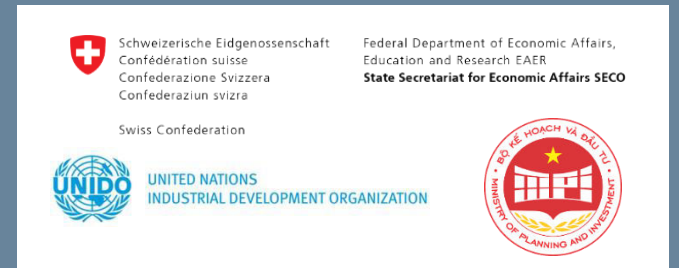 Schweizerische Eidgenossenschaft
Confédération suisse
Confederazione Svizzera
Confederaziun svizra
Swiss Confederation
Federal Department of Economic Affairs,
Education and Research EAER
State Secretariat for Economic Affairs SECO
UNIDO
UNITED NATIONS
INDUSTRIAL DEVELOPMENT ORGANIZATION
BỘ KẾ HOẠCH VÀ ĐẦU TƯ
MINISTRY OF PLANNING AND INVESTMENT